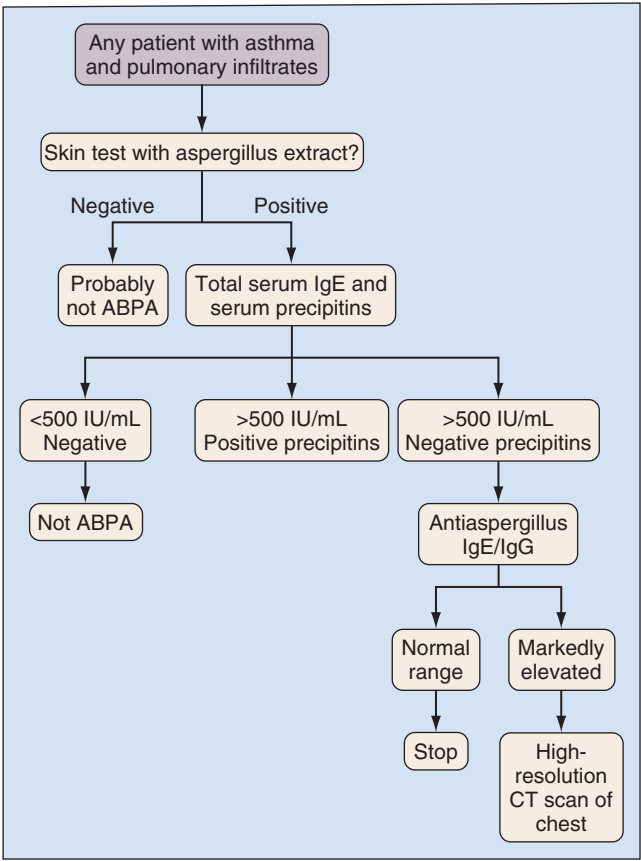 Any patient with asthma
and pulmonary infiltrates
Skin test with aspergillus extract?
Negative
Positive
Probably
not ABPA
Total serum IgE and
serum precipitins
<500 IU/mL
Negative
>500 IU/mL
Positive precipitins
>500 IU/mL
Negative precipitins
Not ABPA
Antiaspergillus
IgE/IgG
Normal
range
Markedly
elevated
Stop
High-
resolution
CT scan of
chest